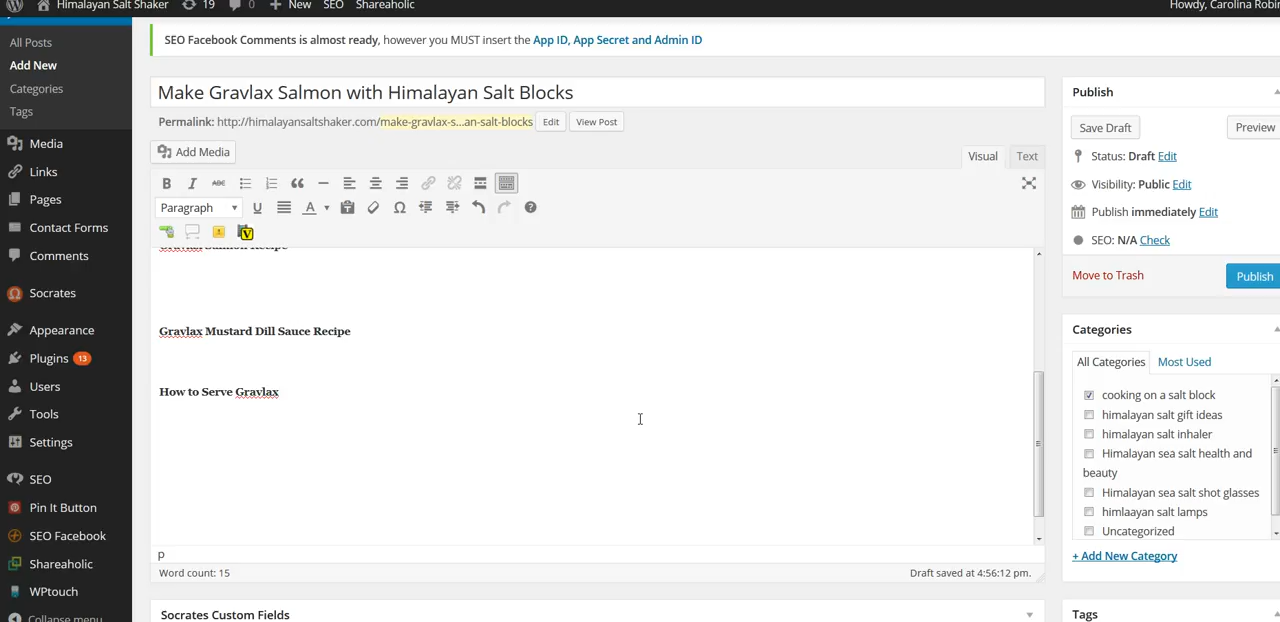 Himalayan Salt Shaker 19 0 New SEO Shareaholic Howdy, Carolina Robin
All Posts
Add New
Categories
Tags
Media
Links
Pages
Contact Forms
Comments
Socrates
Appearance
Plugins 13
Users
Tools
Settings
SEO
Pin It Button
SEO Facebook
Shareaholic
WPtouch
Collapse menu
SEO Facebook Comments is almost ready, however you MUST insert the App ID, App Secret and Admin ID
Make Gravlax Salmon with Himalayan Salt Blocks
Permalink: http://himalayansaltshaker.com/make-gravlax-s...an-salt-blocks Edit View Post
Add Media
Visual Text
B I ABC
Paragraph U A Ω ?
V
Gravlax Salmon Recipe
Gravlax Mustard Dill Sauce Recipe
How to Serve Gravlax
p
Word count: 15 Draft saved at 4:56:12 pm.
Socrates Custom Fields
Publish
Save Draft Preview
Status: Draft Edit
Visibility: Public Edit
Publish immediately Edit
SEO: N/A Check
Move to Trash Publish
Categories
All Categories Most Used
cooking on a salt block
himalayan salt gift ideas
himalayan salt inhaler
Himalayan sea salt health and
beauty
Himalayan sea salt shot glasses
himlaayan salt lamps
Uncategorized
+ Add New Category
Tags